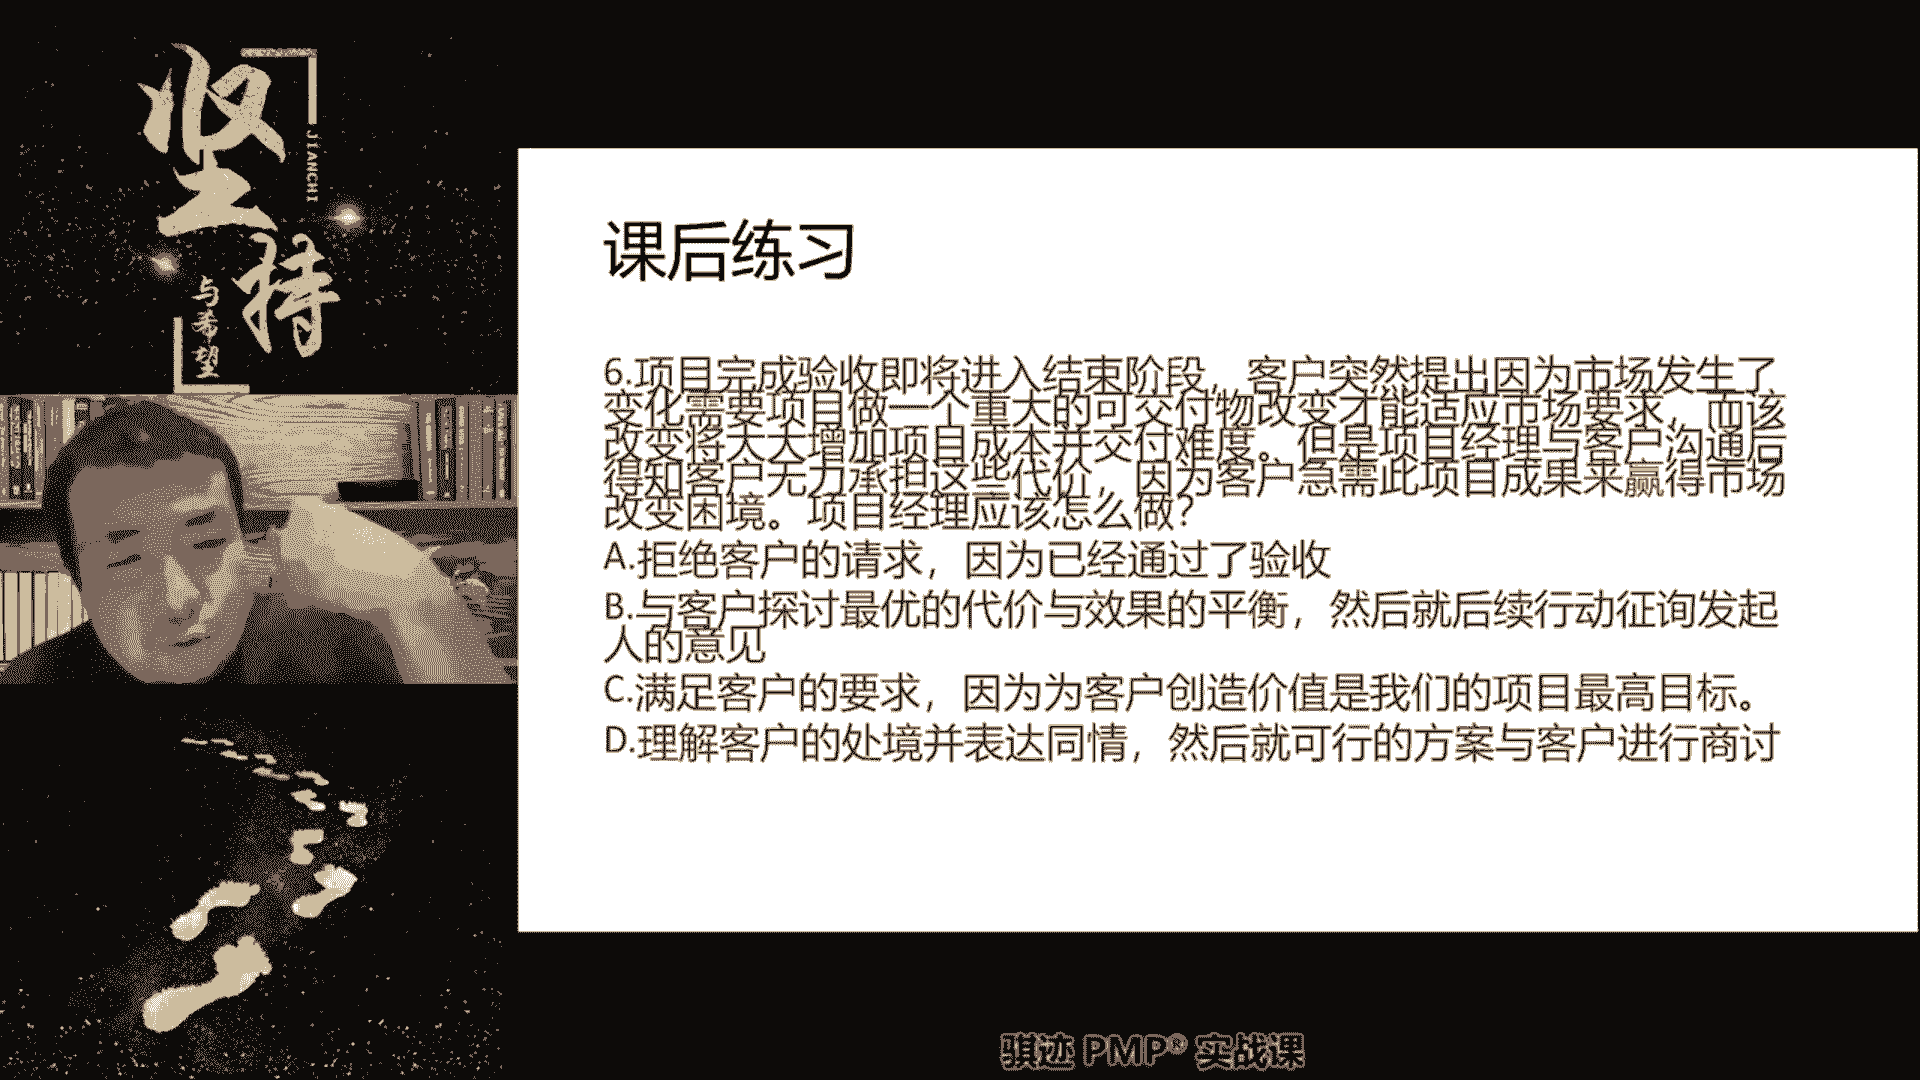 坚持
JIANCHI
与希望
课后练习
6.项目完成验收即将进入结束阶段，客户突然提出因为市场发生了
变化需要项目做一个重大的可交付物改变才能适应市场要求，而该
改变将大大增加项目成本并交付难度。但是项目经理与客户沟通后
得知客户无力承担这些代价，因为客户急需此项目成果来赢得市场
改变困境。项目经理应该怎么做？
A.拒绝客户的请求，因为已经通过了验收
B.与客户探讨最优的代价与效果的平衡，然后就后续行动征询发起
人的意见
C.满足客户的要求，因为为客户创造价值是我们的项目最高目标。
D.理解客户的处境并表达同情，然后就可行的方案与客户进行商讨
骐迹 PMP® 实战课